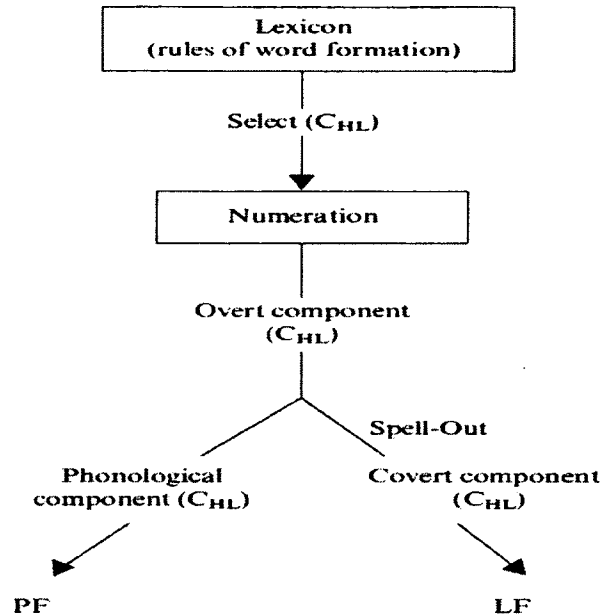 Lexicon
(rules of word formation)
Select (CHL)
Numeration
Overt component
(CHL)
Spell-Out
Phonological
component (CHL)
Covert component
(CHL)
PF
LF